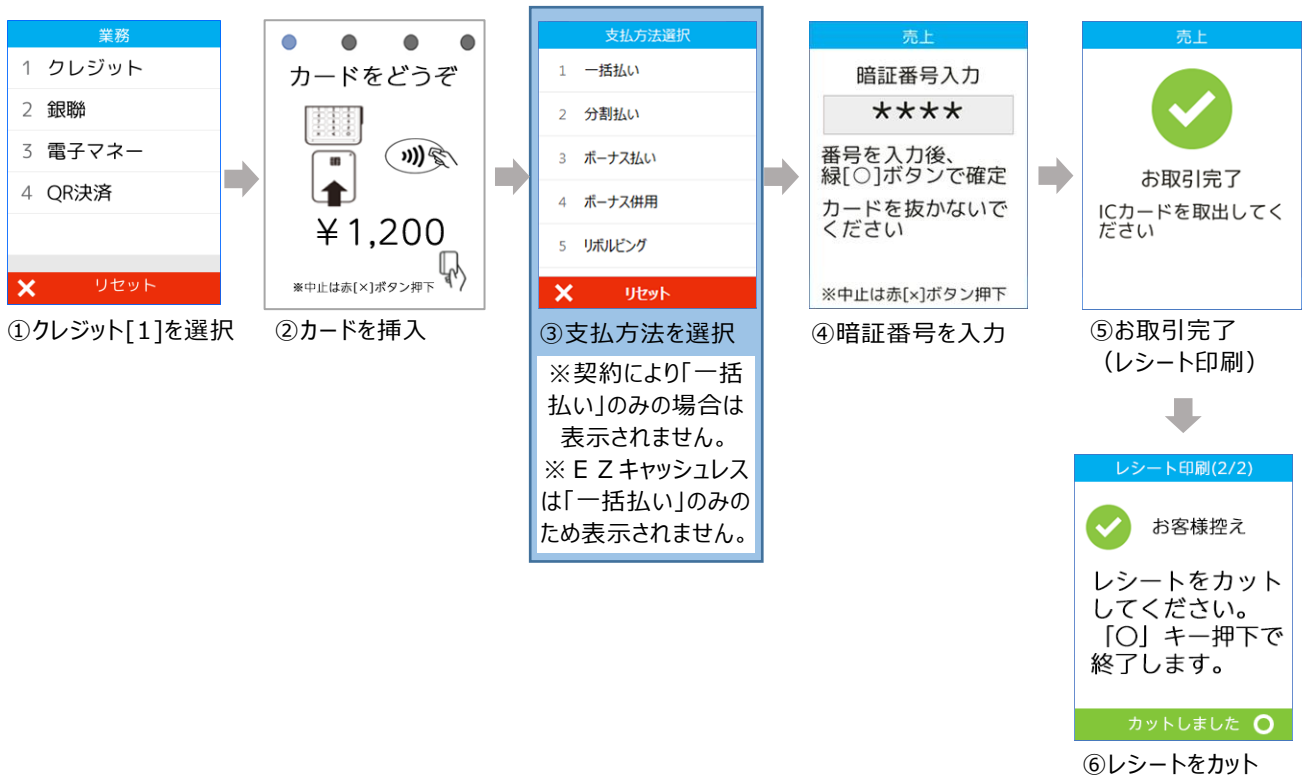 業務
1 クレジット
2 銀聯
3 電子マネー
4 QR決済
× リセット
①クレジット[1]を選択
カードをどうぞ
￥1,200
※中止は赤[×]ボタン押下
②カードを挿入
支払方法選択
1 一括払い
2 分割払い
3 ボーナス払い
4 ボーナス併用
5 リボルビング
× リセット
③支払方法を選択
※契約により「一括
払い」のみの場合は
表示されません。
※ＥＺキャッシュレス
は「一括払い」のみの
ため表示されません。
売上
暗証番号入力
****
番号を入力後、
緑[○]ボタンで確定
カードを抜かないで
ください
※中止は赤[×]ボタン押下
④暗証番号を入力
売上
お取引完了
ICカードを取出してく
ださい
⑤お取引完了
（レシート印刷）
レシート印刷(2/2)
お客様控え
レシートをカット
してください。
「○」キー押下で
終了します。
カットしました ○
⑥レシートをカット